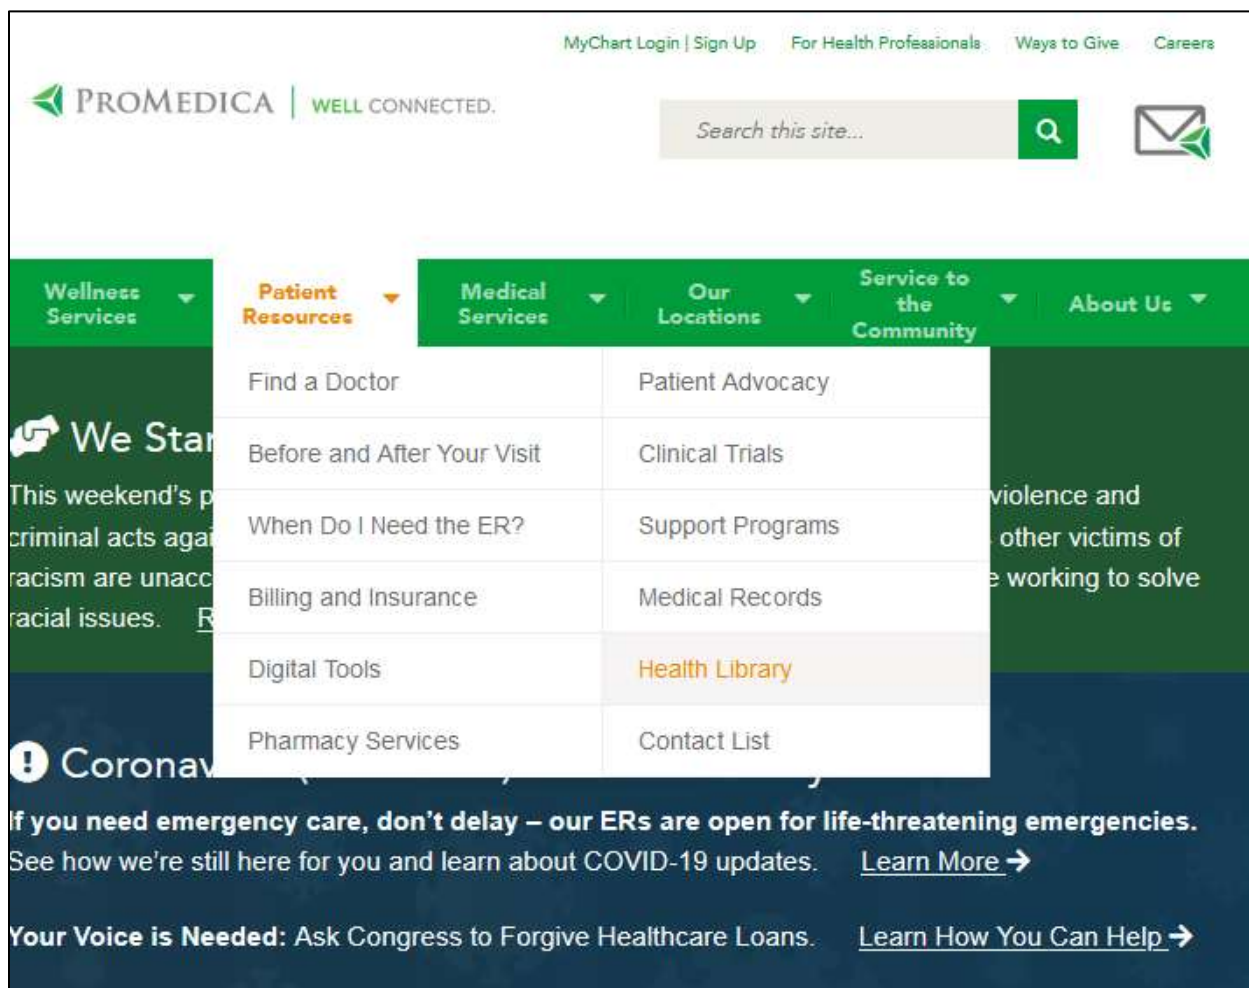 MyChart Login | Sign Up For Health Professionals Ways to Give Careers
PROMEDICA | WELL CONNECTED.
Search this site...
Wellness Services
Patient Resources
Medical Services
Our Locations
Service to the Community
About Us
Find a Doctor
Patient Advocacy
Before and After Your Visit
Clinical Trials
When Do I Need the ER?
Support Programs
Billing and Insurance
Medical Records
Digital Tools
Health Library
Pharmacy Services
Contact List
We Star
This weekend's p violence and
criminal acts agai other victims of
racism are unacc working to solve
racial issues. R
Coronav
If you need emergency care, don't delay – our ERs are open for life-threatening emergencies.
See how we're still here for you and learn about COVID-19 updates. Learn More →
Your Voice is Needed: Ask Congress to Forgive Healthcare Loans. Learn How You Can Help →